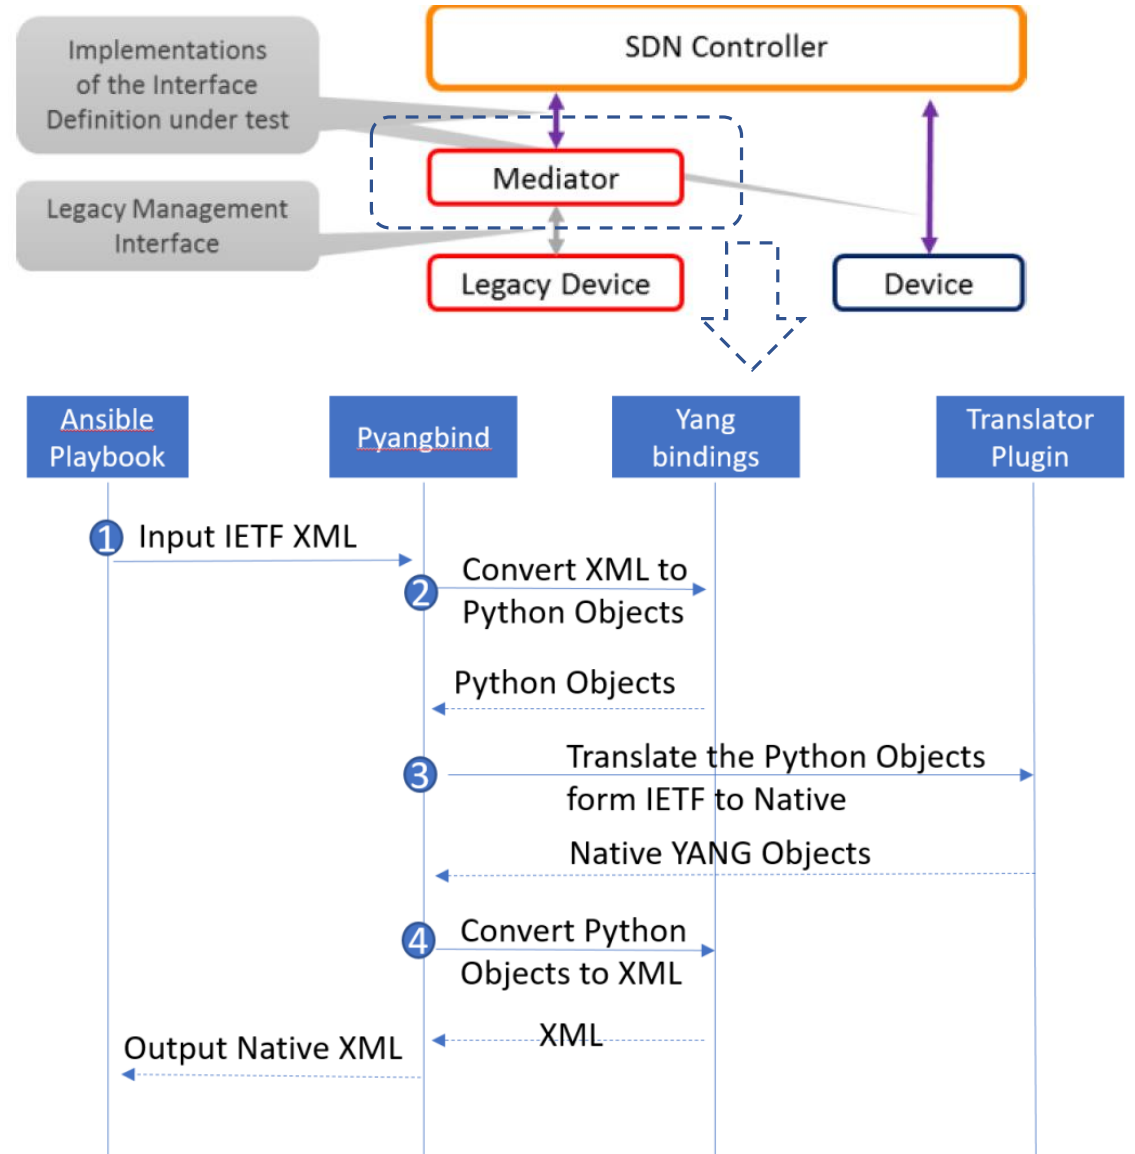 Implementations
of the Interface
Definition under test
SDN Controller
Mediator
Legacy Management
Interface
Legacy Device
Device
Ansible
Playbook
Pyangbind
Yang
bindings
Translator
Plugin
1
Input IETF XML
2
Convert XML to
Python Objects
Python Objects
3
Translate the Python Objects
form IETF to Native
Native YANG Objects
4
Convert Python
Objects to XML
XML
Output Native XML